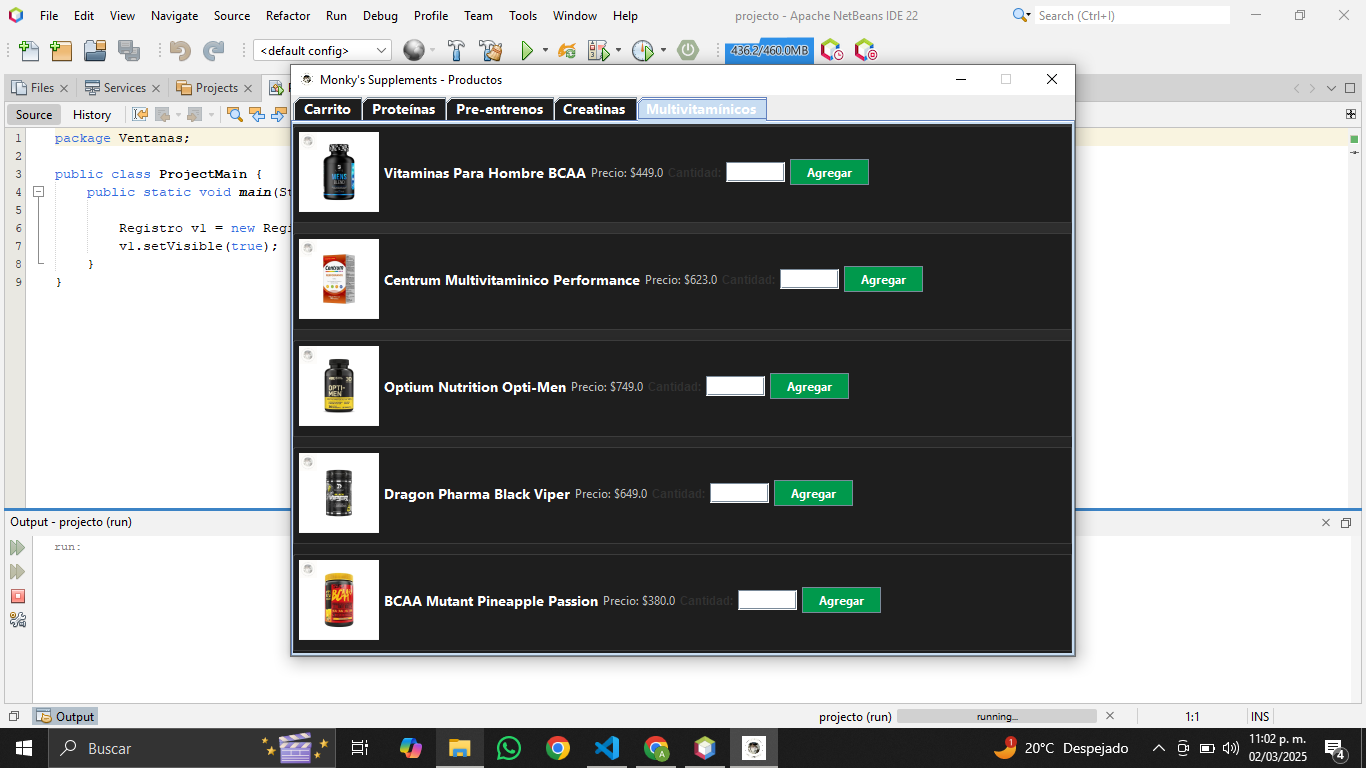 File Edit View Navigate Source Refactor Run Debug Profile Team Tools Window Help
projecto - Apache NetBeans IDE 22
Search (Ctrl+I)
<default config>
436.2/460.0MB
Files Services Projects
Monky's Supplements - Productos
Source History
Carrito Proteínas Pre-entrenos Creatinas Multivitamínicos
1 package Ventanas;
2
3 public class ProjectMain {
4 public static void main(St
5
6 Registro v1 = new Regi
7 v1.setVisible(true);
8 }
9 }
Vitaminas Para Hombre BCAA Precio: $449.0 Cantidad: Agregar
Centrum
Centrum Multivitaminico Performance Precio: $623.0 Cantidad: Agregar
OPTI-
MEN
Optium Nutrition Opti-Men Precio: $749.0 Cantidad: Agregar
Dragon Pharma Black Viper Precio: $649.0 Cantidad: Agregar
BCAA
BCAA Mutant Pineapple Passion Precio: $380.0 Cantidad: Agregar
Output - projecto (run)
run:
Output
projecto (run) running... 1:1 INS
Buscar
1
20°C Despejado
11:02 p. m.
02/03/2025
4